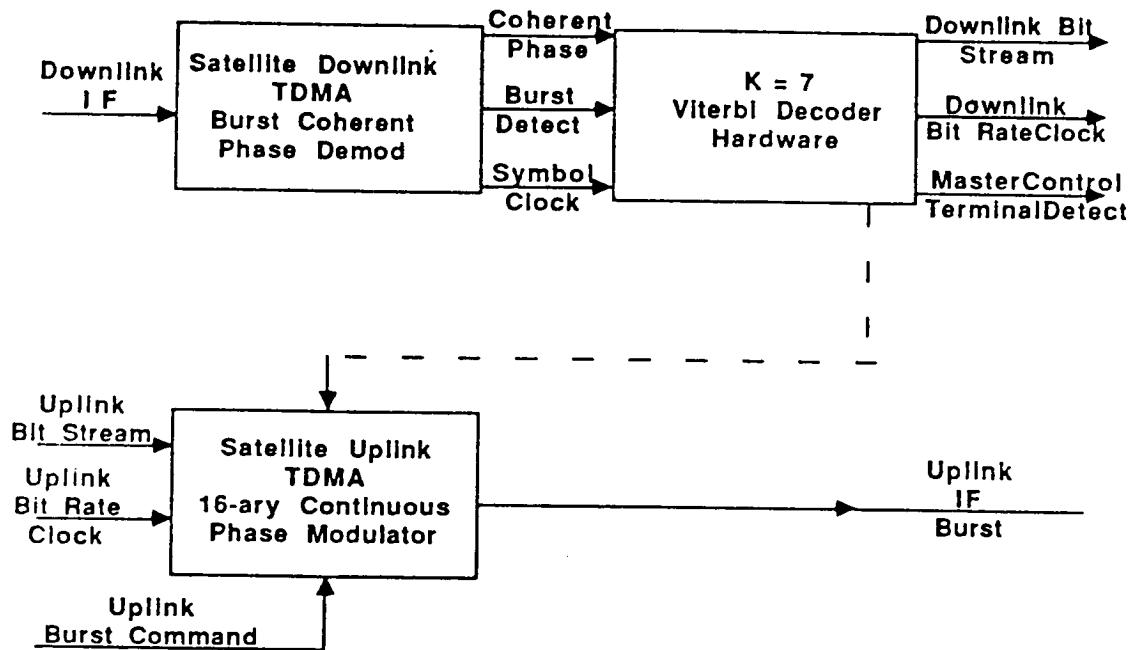 Downlink
IF
Satellite Downlink
TDMA
Burst Coherent
Phase Demod
Coherent
Phase
Burst
Detect
Symbol
Clock
K = 7
Viterbi Decoder
Hardware
Downlink Bit
Stream
Downlink
Bit RateClock
MasterControl
TerminalDetect
Uplink
Bit Stream
Uplink
Bit Rate
Clock
Satellite Uplink
TDMA
16-ary Continuous
Phase Modulator
Uplink
IF
Burst
Uplink
Burst Command